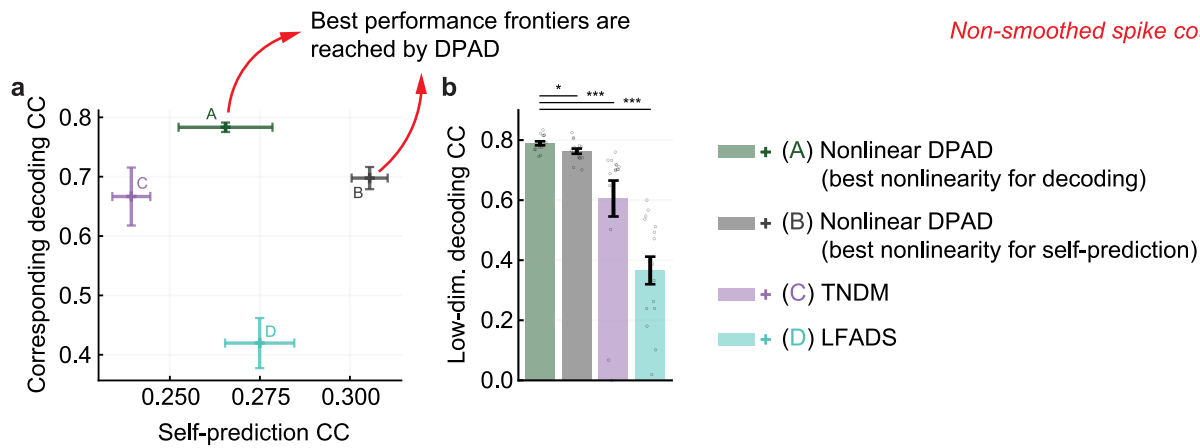 Best performance frontiers are
reached by DPAD
Non-smoothed spike co
a
Corresponding decoding CC
0.8
0.7
0.6
0.5
0.4
A
C
B
D
0.250
0.275
0.300
Self-prediction CC
b
Low-dim. decoding CC
0.8
0.6
0.4
0.2
0.0
*
***
***
(A) Nonlinear DPAD
(best nonlinearity for decoding)
(B) Nonlinear DPAD
(best nonlinearity for self-prediction)
(C) TNDM
(D) LFADS